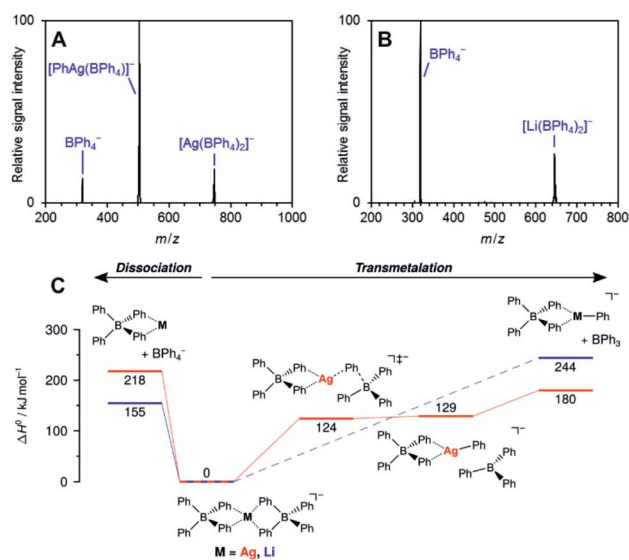 A
100
Relative signal intensity
0
[PhAg(BPh4)]−
BPh4−
[Ag(BPh4)2]−
200 400 600 800 1000
m/z
B
100
Relative signal intensity
0
BPh4−
[Li(BPh4)2]−
200 300 400 500 600 700 800
m/z
C
Dissociation
Transmetalation
ΔH⁰ / kJ mol−1
300
200
100
0
Ph Ph
B M
Ph Ph
+ BPh4−
218
155
0
Ph Ph Ph Ph
B M B
Ph Ph Ph Ph
−
M = Ag, Li
Ph Ph Ph Ph
B Ag B
Ph Ph Ph Ph
‡−
124
129
Ph Ph Ph
B Ag
Ph Ph Ph
B
Ph Ph
−
Ph Ph
B M–Ph
Ph Ph
−
+ BPh3
244
180